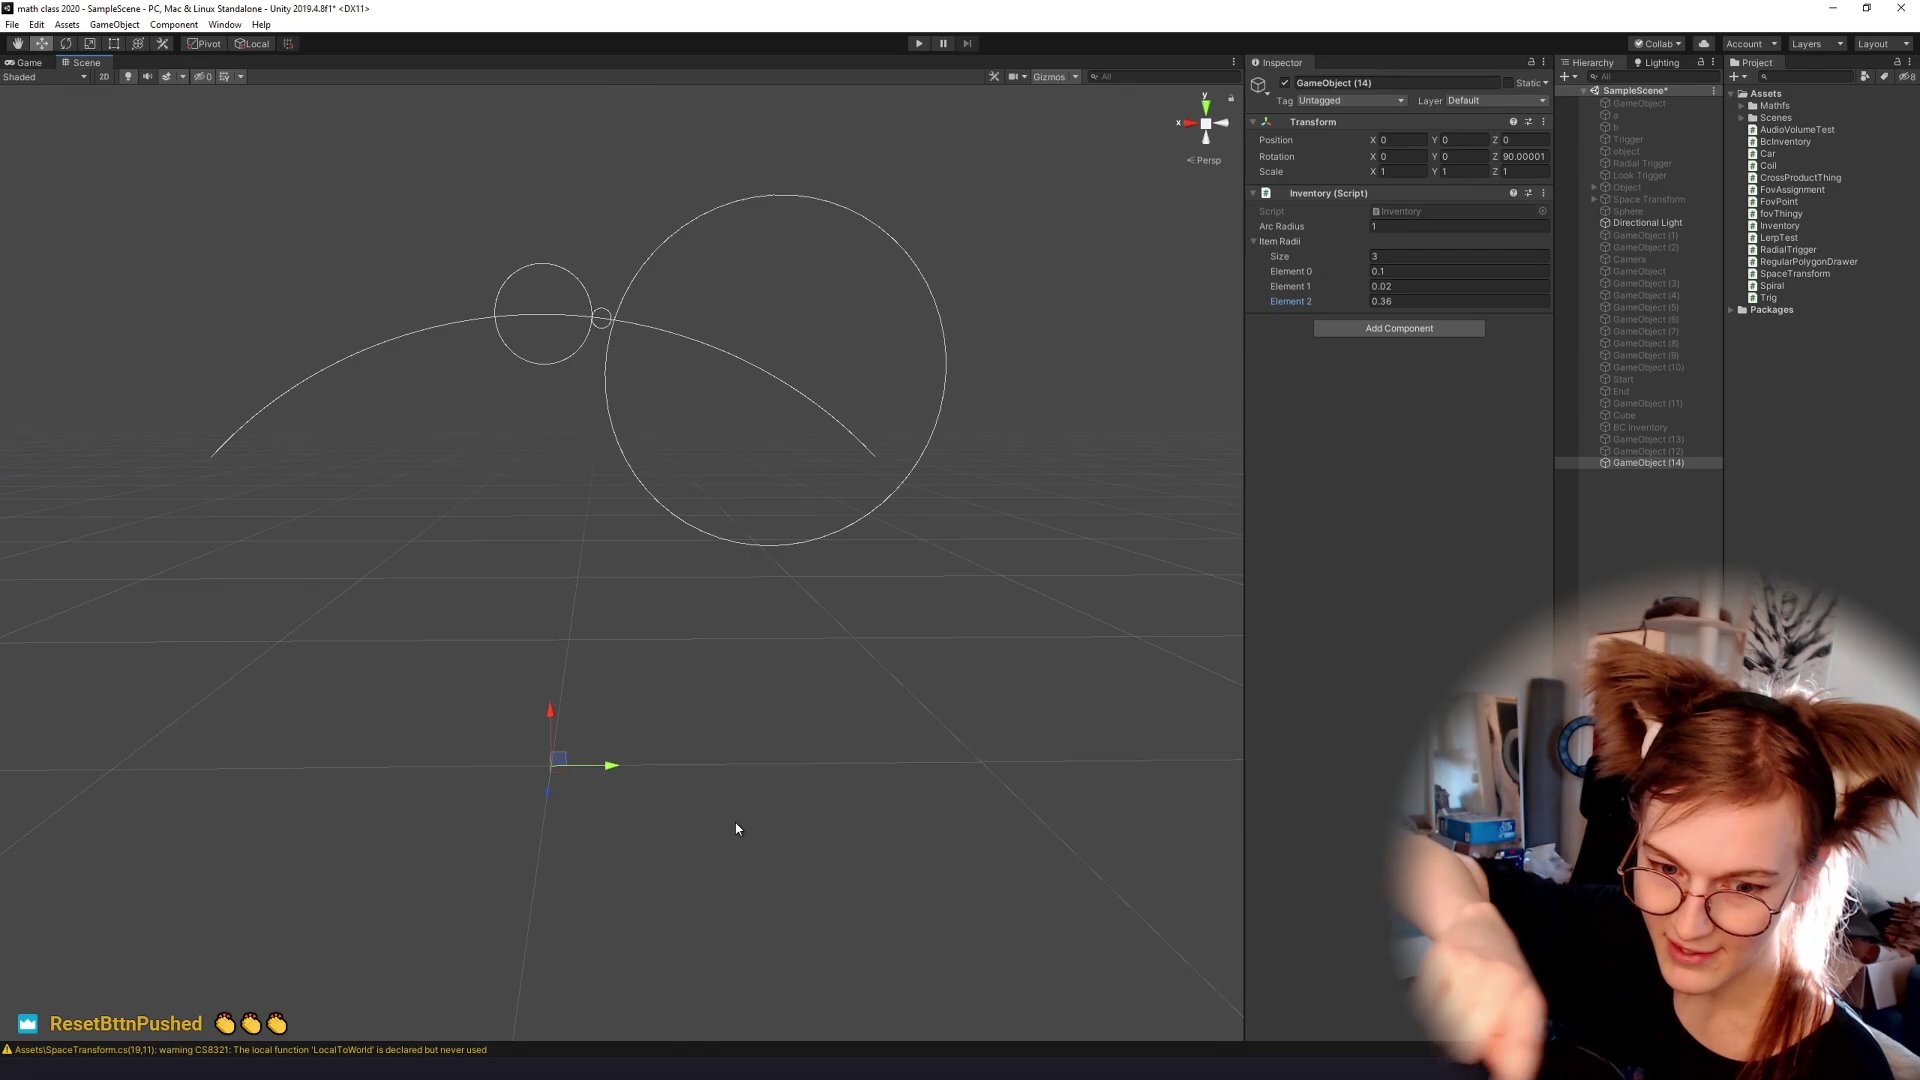 math class 2020 - SampleScene - PC, Mac & Linux Standalone - Unity 2019.4.8f1* <DX11>
File Edit Assets GameObject Component Window Help
Pivot Local Collab Account Layers Layout
Game Scene
Shaded 2D 0 Gizmos All
y
x
Persp
Inspector
GameObject (14) Static
Tag Untagged Layer Default
Transform
Position X 0 Y 0 Z 0
Rotation X 0 Y 0 Z 90.00001
Scale X 1 Y 1 Z 1
Inventory (Script)
Script Inventory
Arc Radius 1
Item Radii
Size 3
Element 0 0.1
Element 1 0.02
Element 2 0.36
Add Component
Hierarchy Lighting
All
SampleScene*
GameObject
a
b
Trigger
object
Radial Trigger
Look Trigger
Object
Space Transform
Sphere
Directional Light
GameObject (1)
GameObject (2)
Camera
GameObject
GameObject (3)
GameObject (4)
GameObject (5)
GameObject (6)
GameObject (7)
GameObject (8)
GameObject (9)
GameObject (10)
Start
End
GameObject (11)
Cube
BC Inventory
GameObject (13)
GameObject (12)
GameObject (14)
Project
8
Assets
Mathfs
Scenes
AudioVolumeTest
BcInventory
Car
Coil
CrossProductThing
FovAssignment
FovPoint
fovThingy
Inventory
LerpTest
RadialTrigger
RegularPolygonDrawer
SpaceTransform
Spiral
Trig
Packages
ResetBttnPushed 👏👏👏
Assets\SpaceTransform.cs(19,11): warning CS8321: The local function 'LocalToWorld' is declared but never used